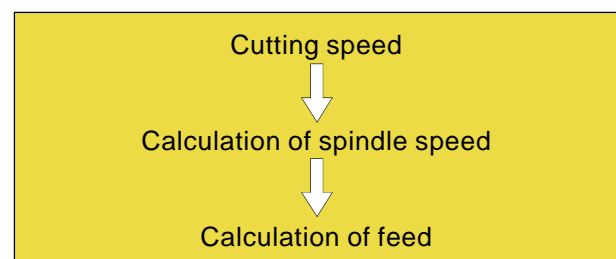 Cutting speed
Calculation of spindle speed
Calculation of feed